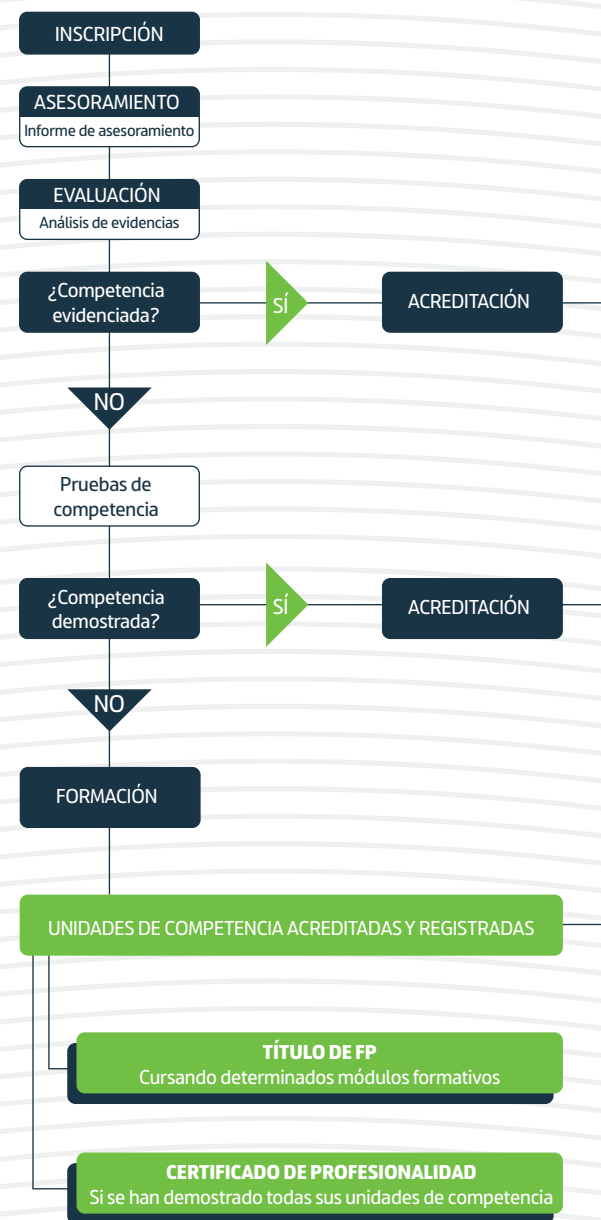 INSCRIPCIÓN
ASESORAMIENTO
Informe de asesoramiento
EVALUACIÓN
Análisis de evidencias
¿Competencia
evidenciada?
SÍ
ACREDITACIÓN
NO
Pruebas de
competencia
¿Competencia
demostrada?
SÍ
ACREDITACIÓN
NO
FORMACIÓN
UNIDADES DE COMPETENCIA ACREDITADAS Y REGISTRADAS
TÍTULO DE FP
Cursando determinados módulos formativos
CERTIFICADO DE PROFESIONALIDAD
Si se han demostrado todas sus unidades de competencia